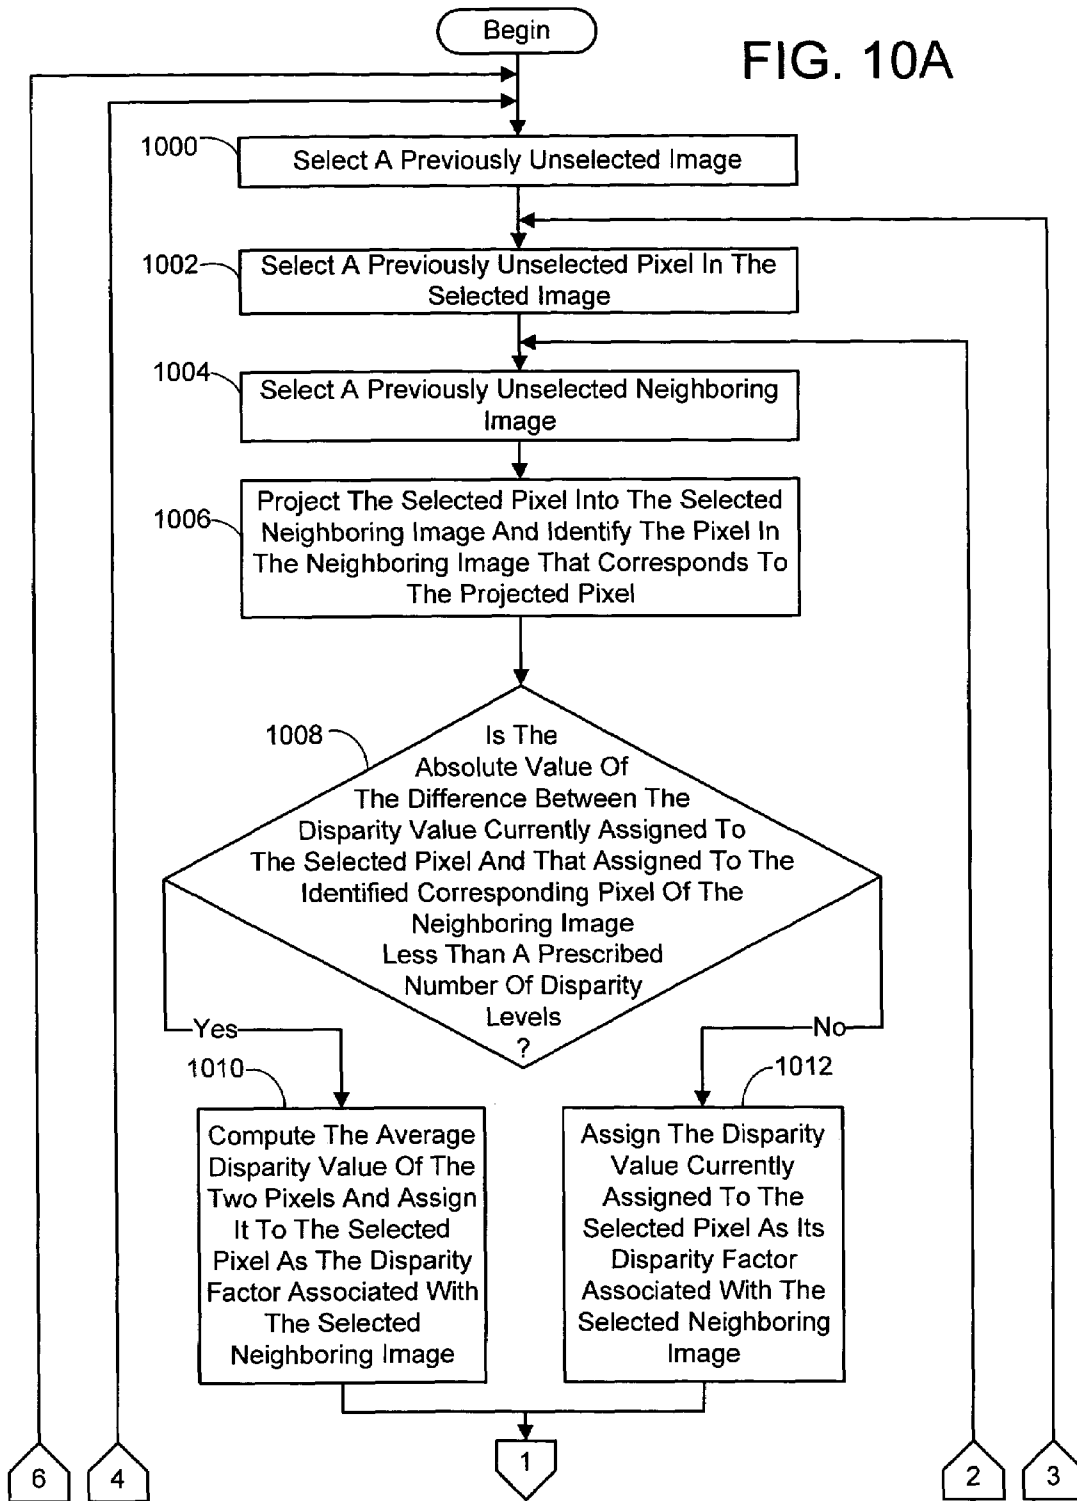 Begin
FIG. 10A
1000
Select A Previously Unselected Image
1002
Select A Previously Unselected Pixel In The
Selected Image
1004
Select A Previously Unselected Neighboring
Image
1006
Project The Selected Pixel Into The Selected
Neighboring Image And Identify The Pixel In
The Neighboring Image That Corresponds To
The Projected Pixel
1008
Is The
Absolute Value Of
The Difference Between The
Disparity Value Currently Assigned To
The Selected Pixel And That Assigned To The
Identified Corresponding Pixel Of The
Neighboring Image
Less Than A Prescribed
Number Of Disparity
Levels
?
Yes
No
1010
Compute The Average
Disparity Value Of The
Two Pixels And Assign
It To The Selected
Pixel As The Disparity
Factor Associated With
The Selected
Neighboring Image
1012
Assign The Disparity
Value Currently
Assigned To The
Selected Pixel As Its
Disparity Factor
Associated With The
Selected Neighboring
Image
6
4
1
2
3